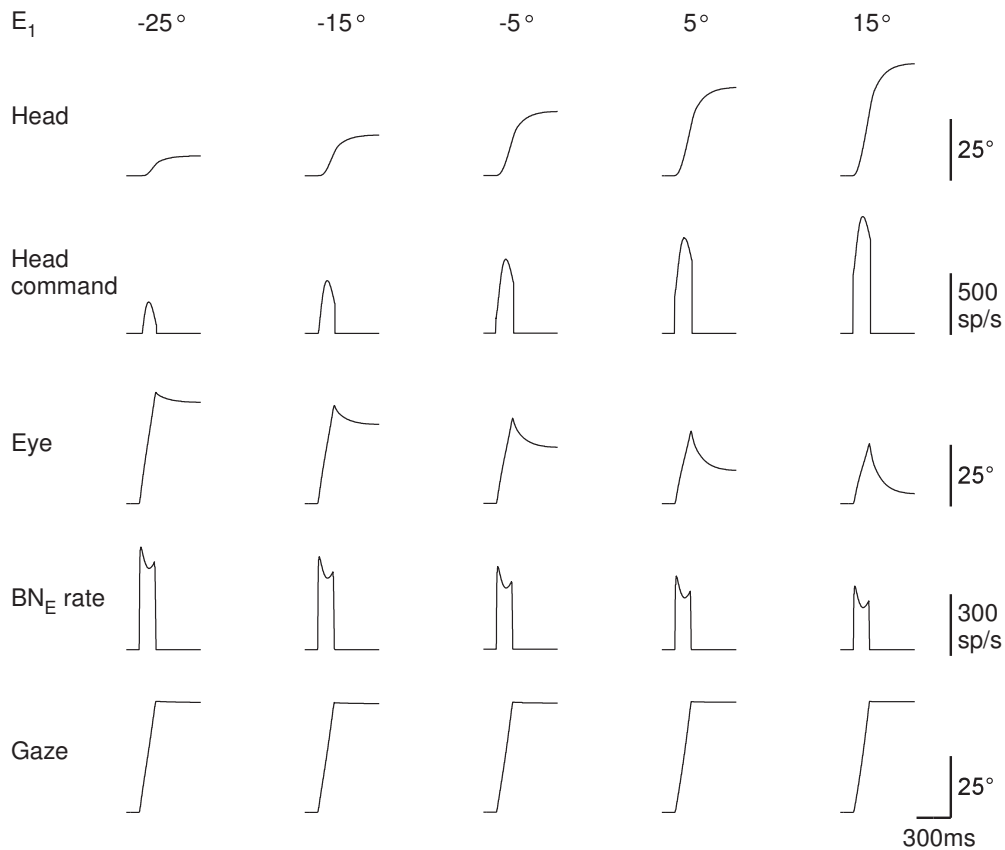 E₁ -25° -15° -5° 5° 15°
Head
25°
Head
command
500
sp/s
Eye
25°
BN_E rate
300
sp/s
Gaze
25°
300ms